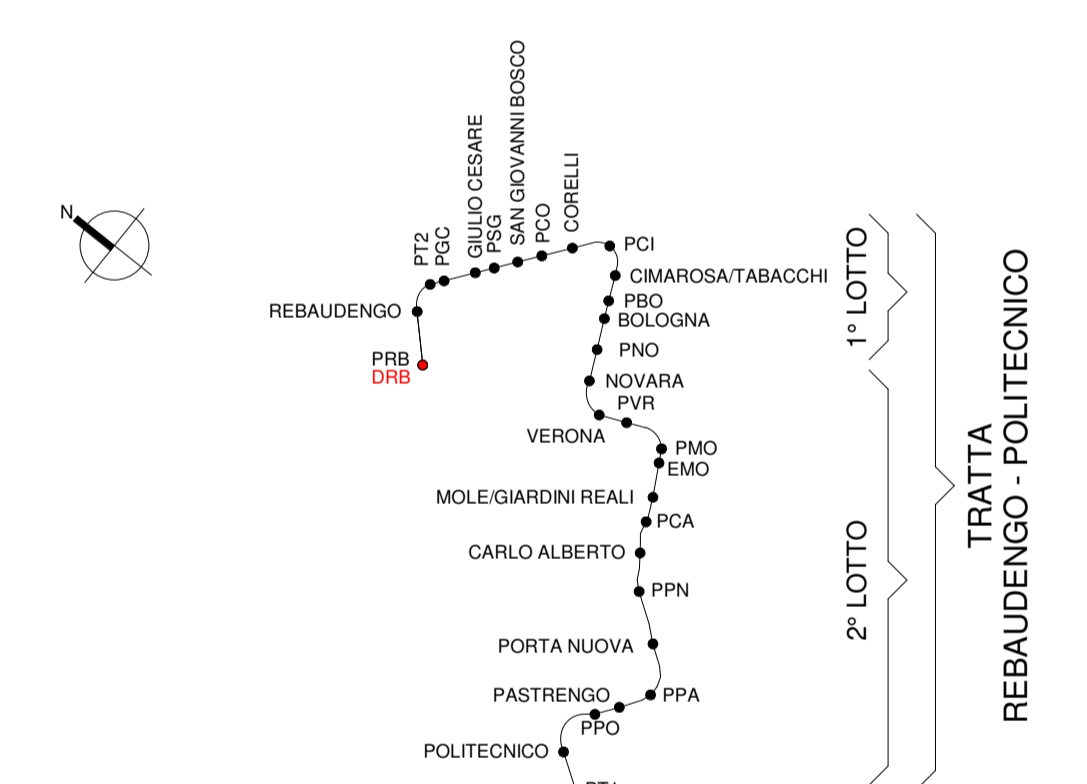 N
PT2
PGC
GIULIO CESARE
PSG
SAN GIOVANNI BOSCO
PCO
CORELLI
PCI
CIMAROSA/TABACCHI
REBAUDENGO
PBO
BOLOGNA
PRB
DRB
PNO
NOVARA
PVR
VERONA
PMO
EMO
MOLE/GIARDINI REALI
PCA
CARLO ALBERTO
PPN
PORTA NUOVA
PASTRENGO
PPA
PPO
POLITECNICO
1° LOTTO
2° LOTTO
TRATTA
REBAUDENGO - POLITECNICO